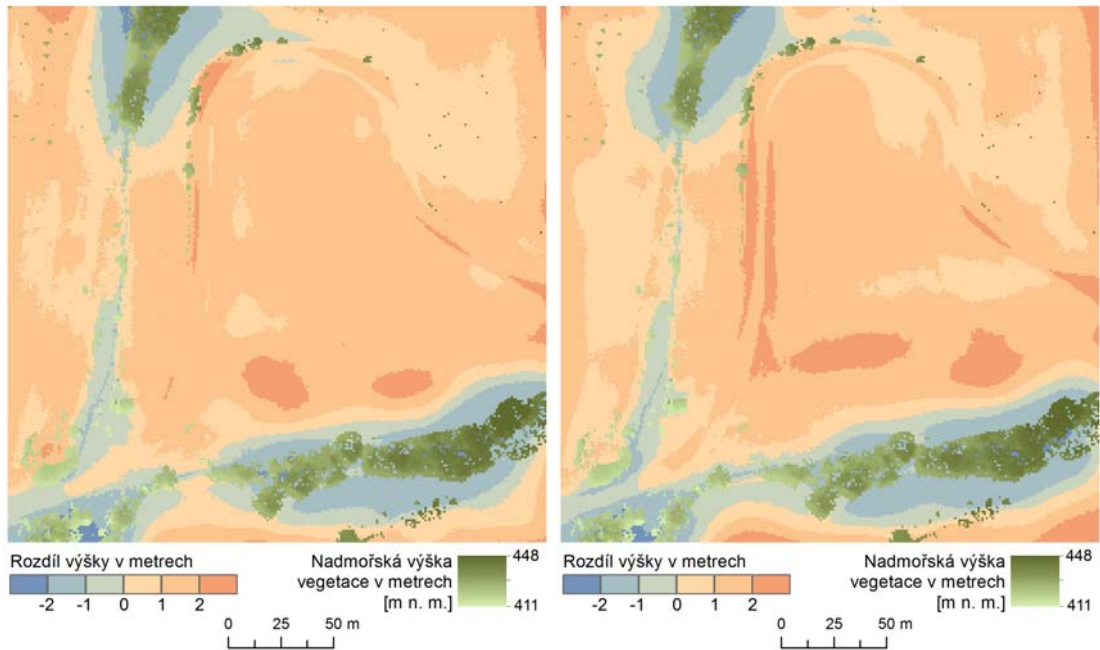 Rozdíl výšky v metrech
-2 -1 0 1 2
Nadmořská výška
vegetace v metrech
[m n. m.]
448
411
0 25 50 m
Rozdíl výšky v metrech
-2 -1 0 1 2
Nadmořská výška
vegetace v metrech
[m n. m.]
448
411
0 25 50 m